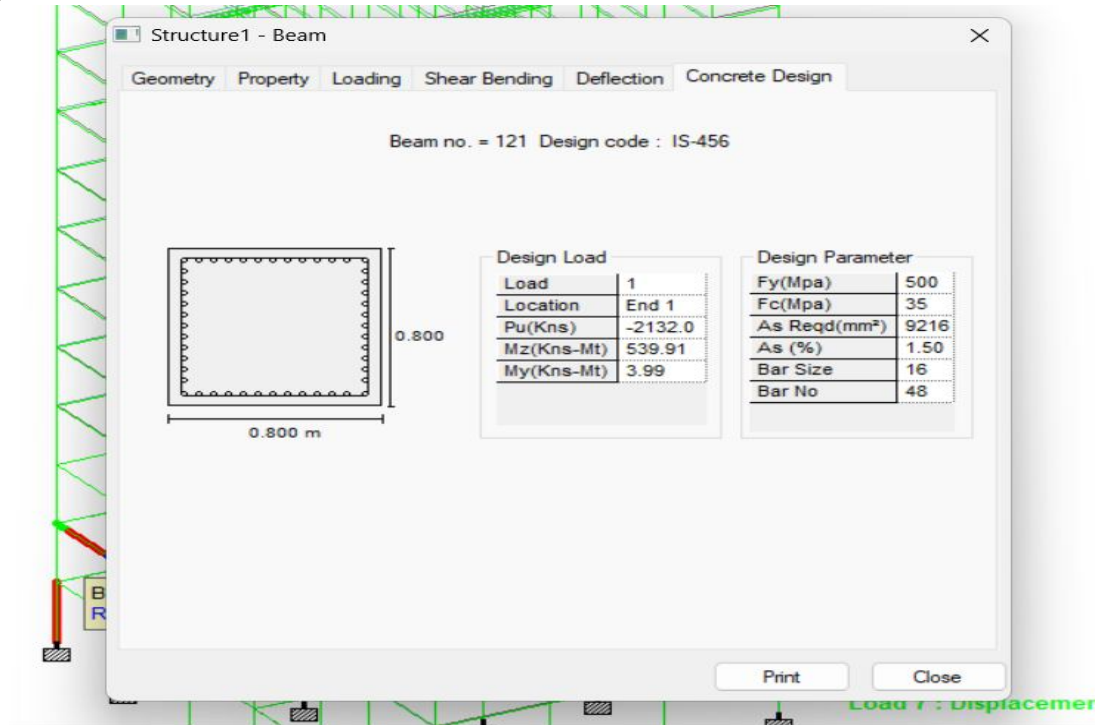 Structure1 - Beam
Geometry Property Loading Shear Bending Deflection Concrete Design
Beam no. = 121 Design code : IS-456
0.800
0.800 m
Design Load
Load 1
Location End 1
Pu(Kns) -2132.0
Mz(Kns-Mt) 539.91
My(Kns-Mt) 3.99
Design Parameter
Fy(Mpa) 500
Fc(Mpa) 35
As Reqd(mm²) 9216
As (%) 1.50
Bar Size 16
Bar No 48
B
R
Print Close
Load 7 : Displacemen